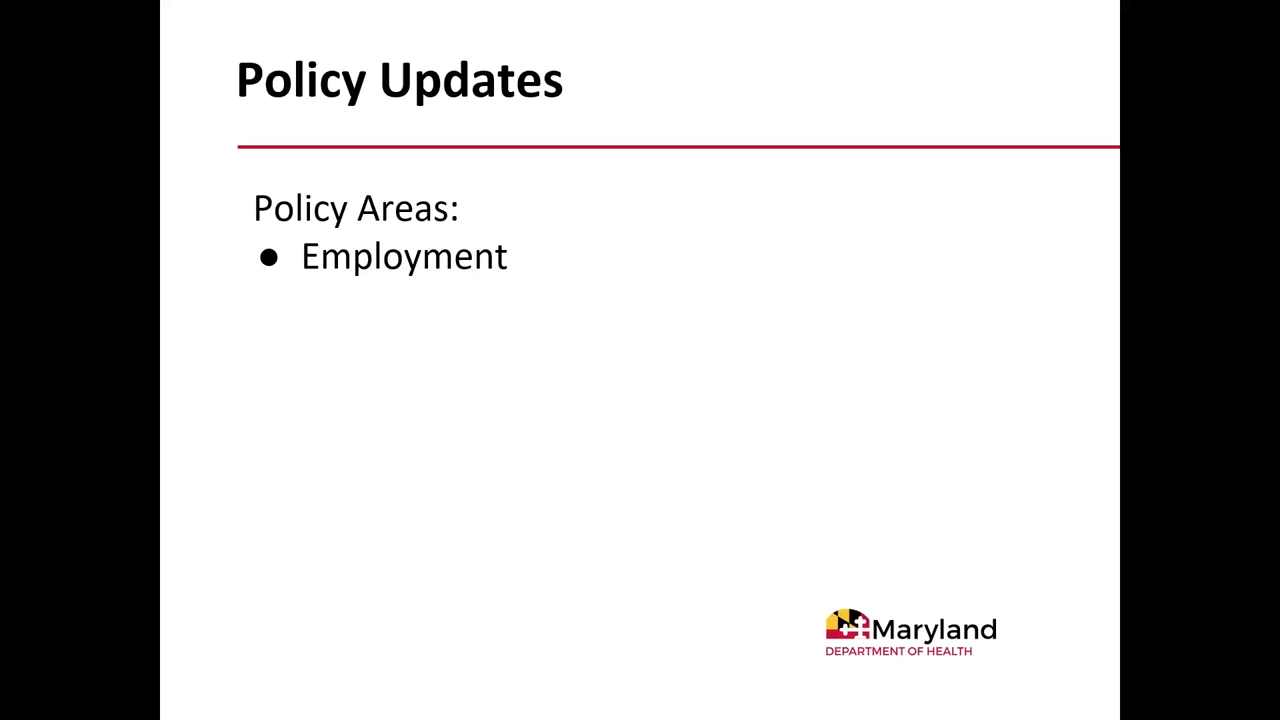 Policy Updates
Policy Areas:
● Employment
Maryland
DEPARTMENT OF HEALTH